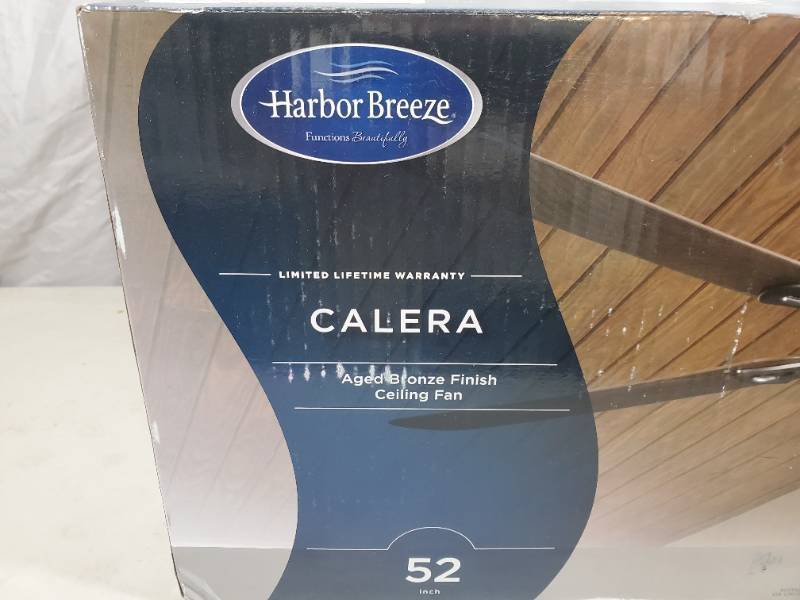 Harbor Breeze
Functions Beautifully
LIMITED LIFETIME WARRANTY
CALERA
Aged Bronze Finish
Ceiling Fan
52
inch